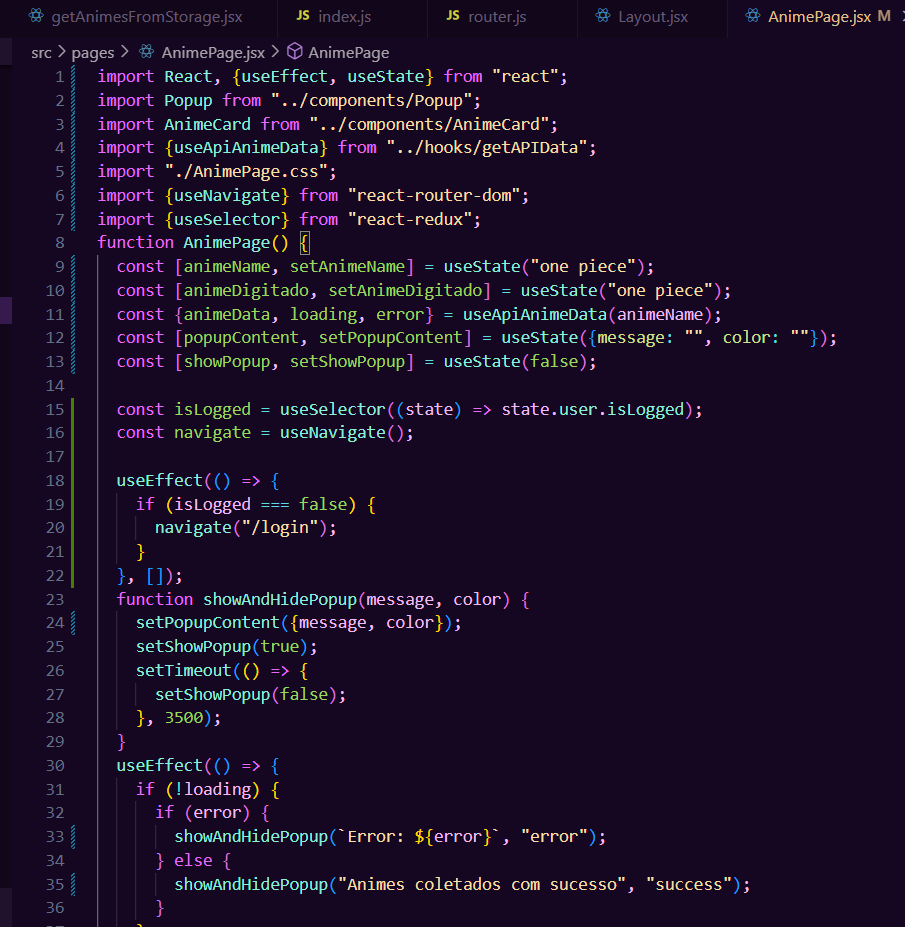 getAnimesFromStorage.jsx JS index.js JS router.js Layout.jsx AnimePage.jsx M
src > pages > AnimePage.jsx > AnimePage
1 import React, {useEffect, useState} from "react";
2 import Popup from "../components/Popup";
3 import AnimeCard from "../components/AnimeCard";
4 import {useApiAnimeData} from "../hooks/getAPIData";
5 import "./AnimePage.css";
6 import {useNavigate} from "react-router-dom";
7 import {useSelector} from "react-redux";
8 function AnimePage() {
9 const [animeName, setAnimeName] = useState("one piece");
10 const [animeDigitado, setAnimeDigitado] = useState("one piece");
11 const {animeData, loading, error} = useApiAnimeData(animeName);
12 const [popupContent, setPopupContent] = useState({message: "", color: ""});
13 const [showPopup, setShowPopup] = useState(false);
14
15 const isLogged = useSelector((state) => state.user.isLogged);
16 const navigate = useNavigate();
17
18 useEffect(() => {
19 if (isLogged === false) {
20 navigate("/login");
21 }
22 }, []);
23 function showAndHidePopup(message, color) {
24 setPopupContent({message, color});
25 setShowPopup(true);
26 setTimeout(() => {
27 setShowPopup(false);
28 }, 3500);
29 }
30 useEffect(() => {
31 if (!loading) {
32 if (error) {
33 showAndHidePopup(`Error: ${error}`, "error");
34 } else {
35 showAndHidePopup("Animes coletados com sucesso", "success");
36 }